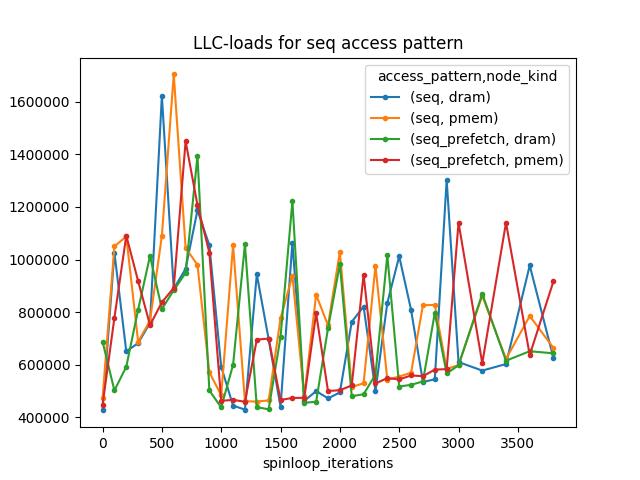 LLC-loads for seq access pattern
access_pattern,node_kind
(seq, dram)
(seq, pmem)
(seq_prefetch, dram)
(seq_prefetch, pmem)
1600000
1400000
1200000
1000000
800000
600000
400000
0 500 1000 1500 2000 2500 3000 3500
spinloop_iterations